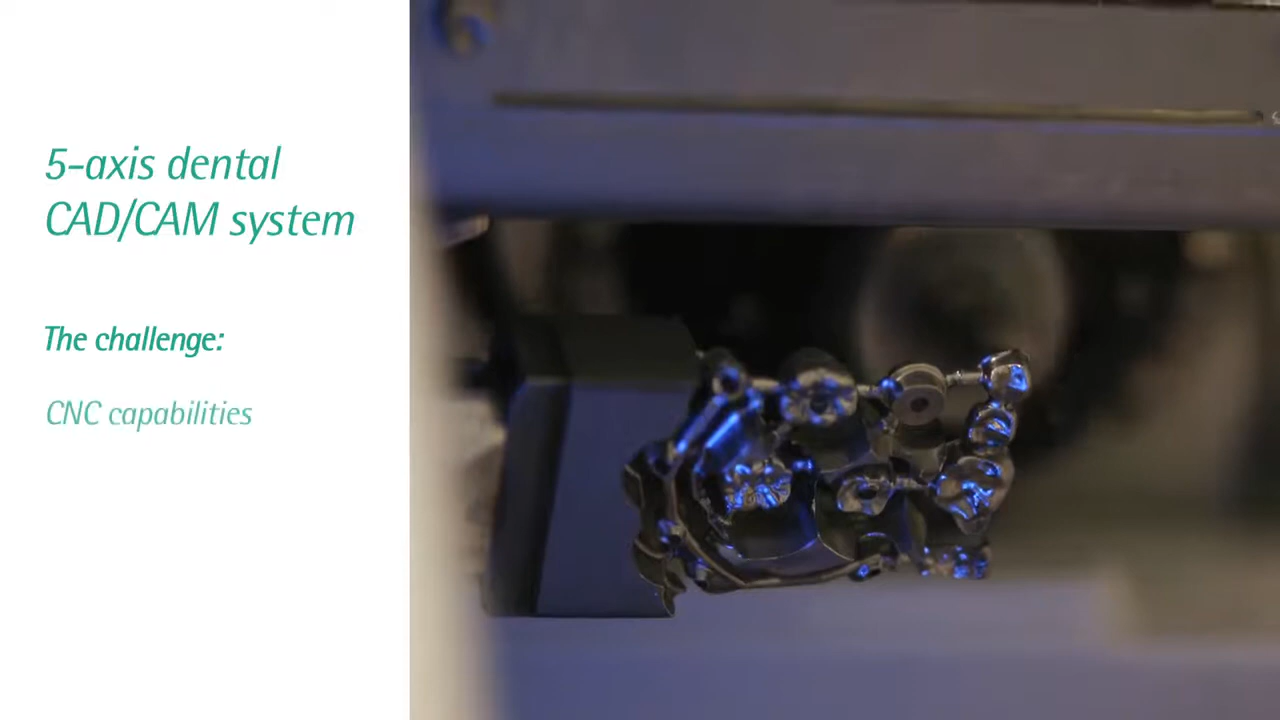 5-axis dental
CAD/CAM system
The challenge:
CNC capabilities